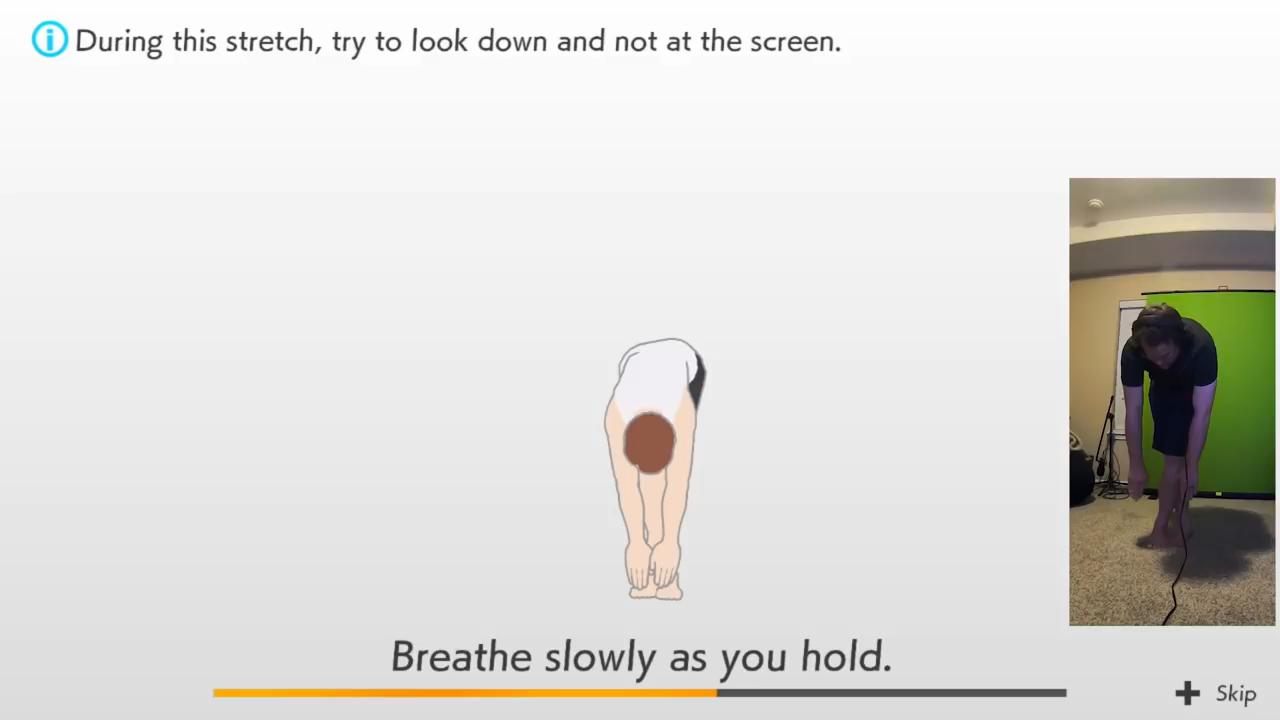 During this stretch, try to look down and not at the screen.
Breathe slowly as you hold.
Skip